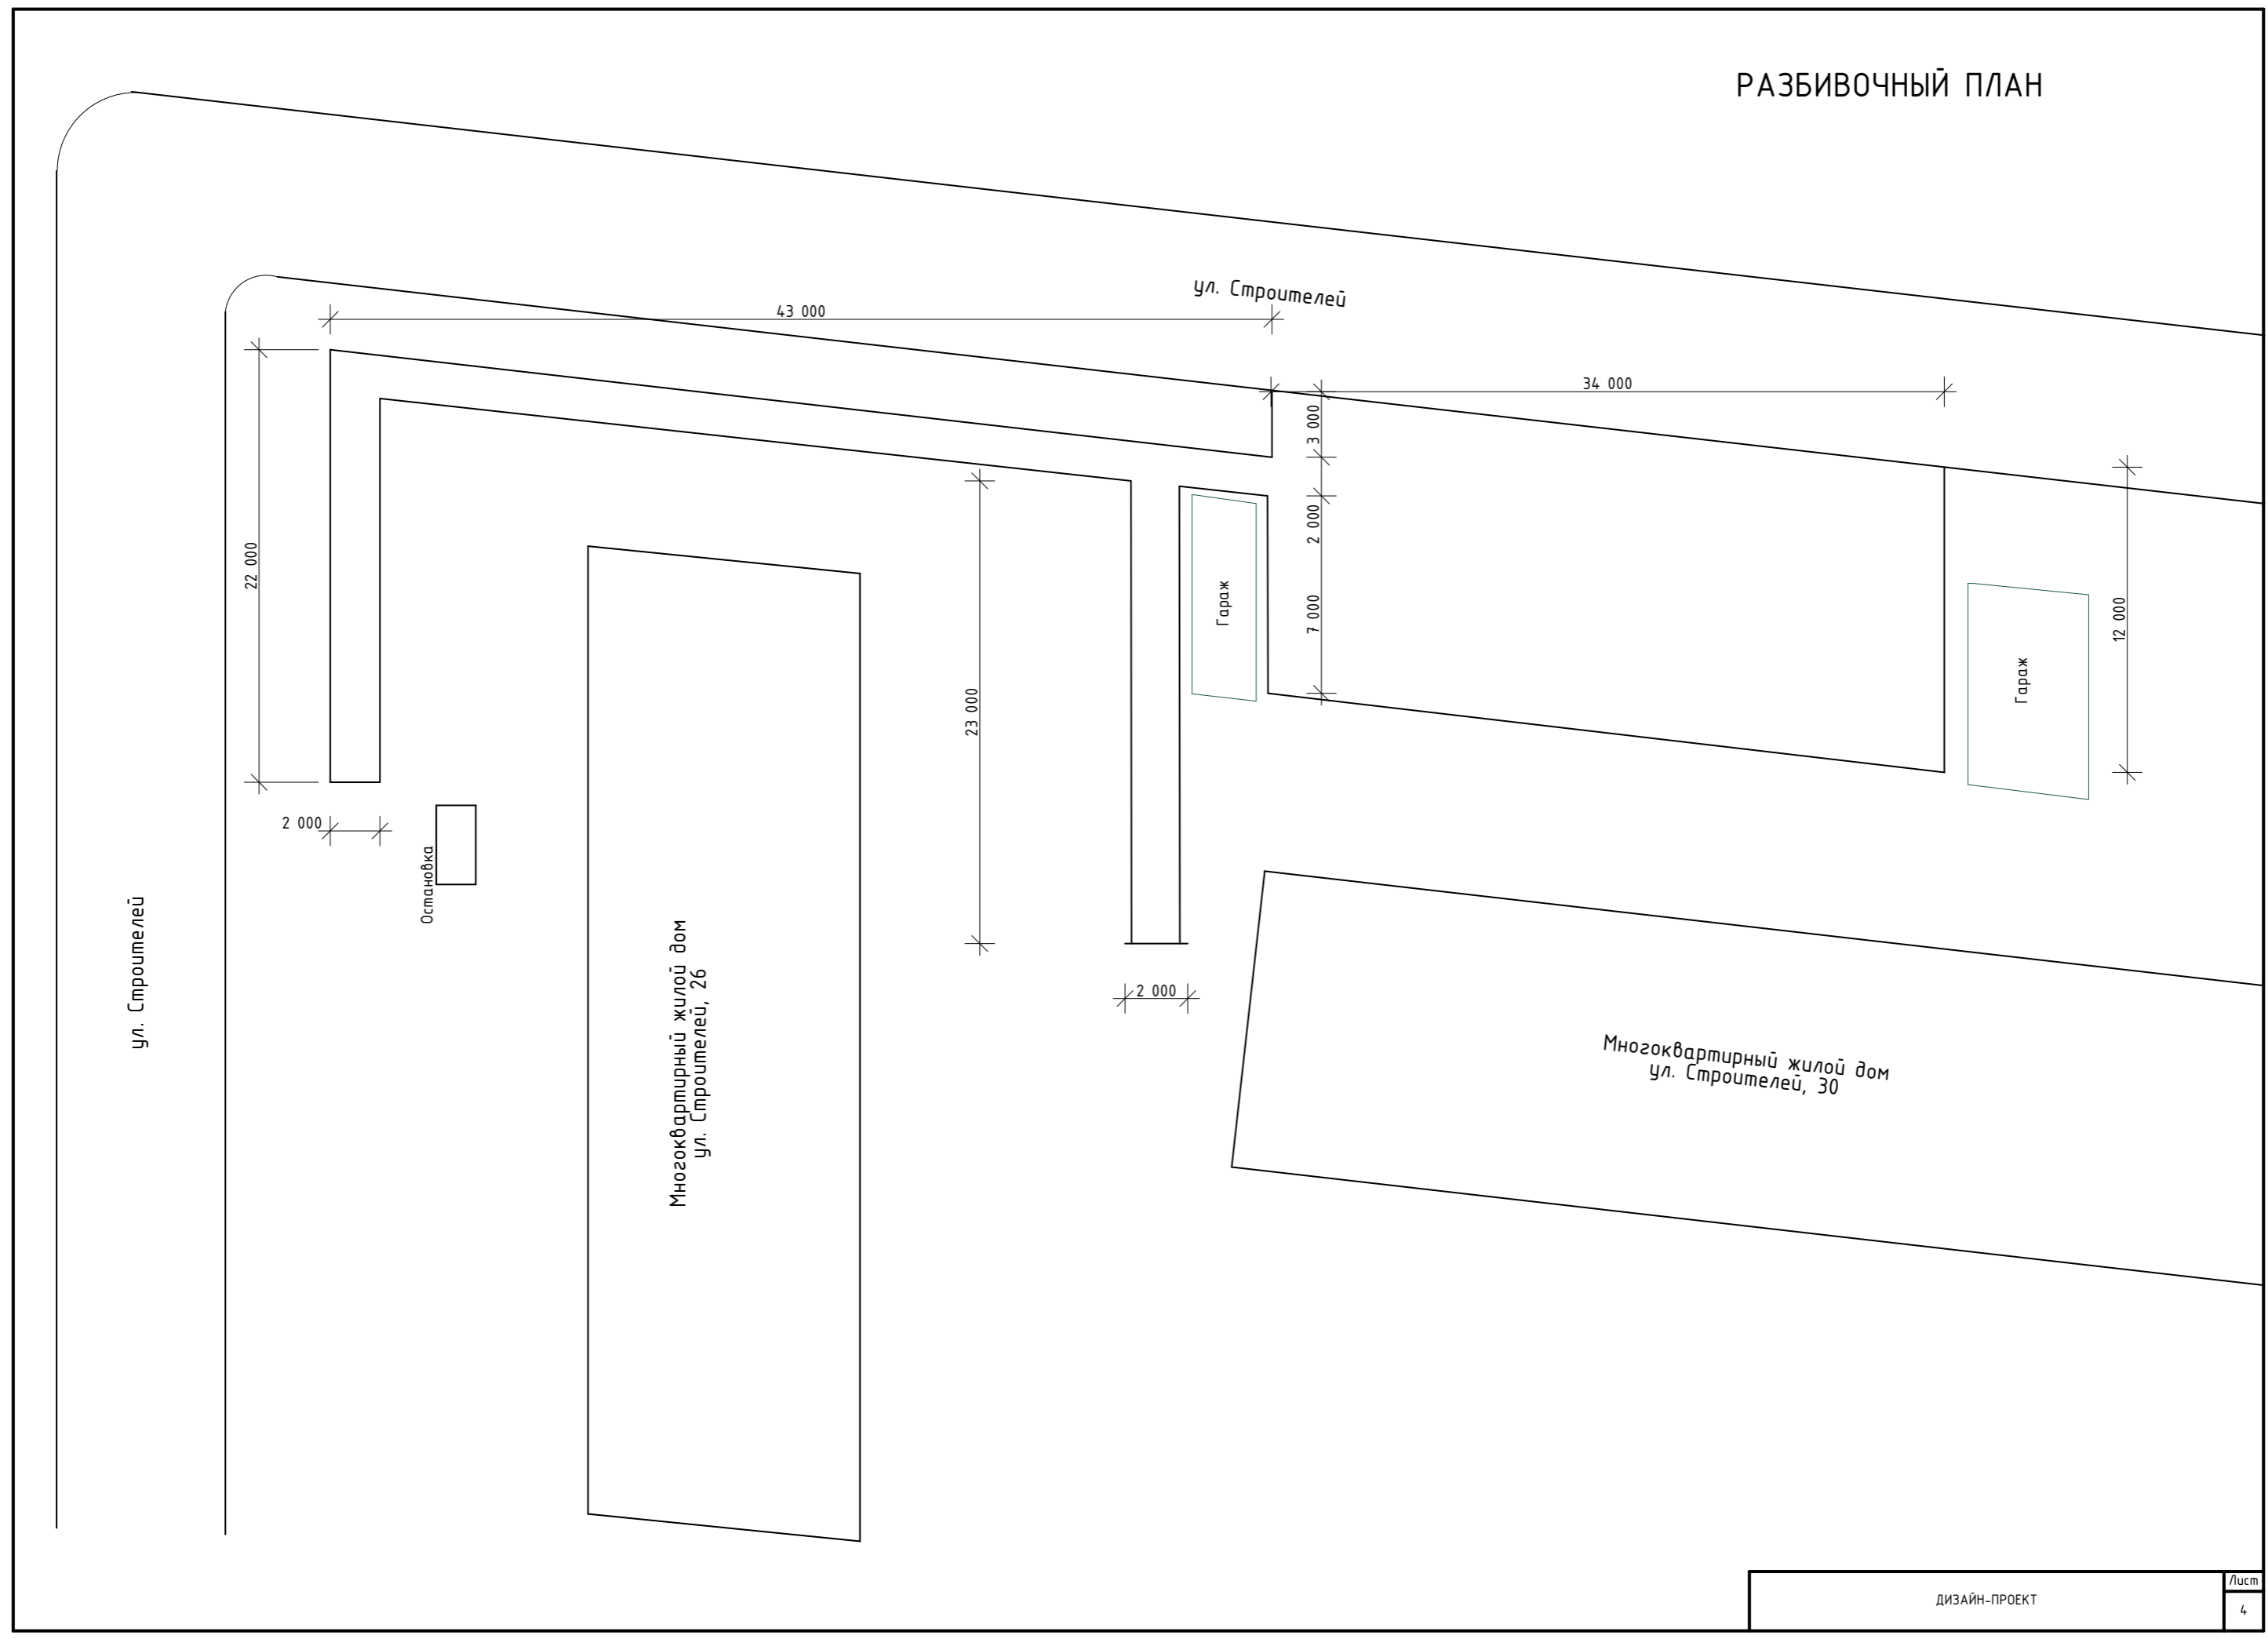 РАЗБИВОЧНЫЙ ПЛАН
ул. Строителей
43 000
34 000
3 000
2 000
7 000
22 000
23 000
12 000
Гараж
Гараж
2 000
Остановка
ул. Строителей
Многоквартирный жилой дом
ул. Строителей, 26
2 000
Многоквартирный жилой дом
ул. Строителей, 30
ДИЗАЙН-ПРОЕКТ
Лист
4